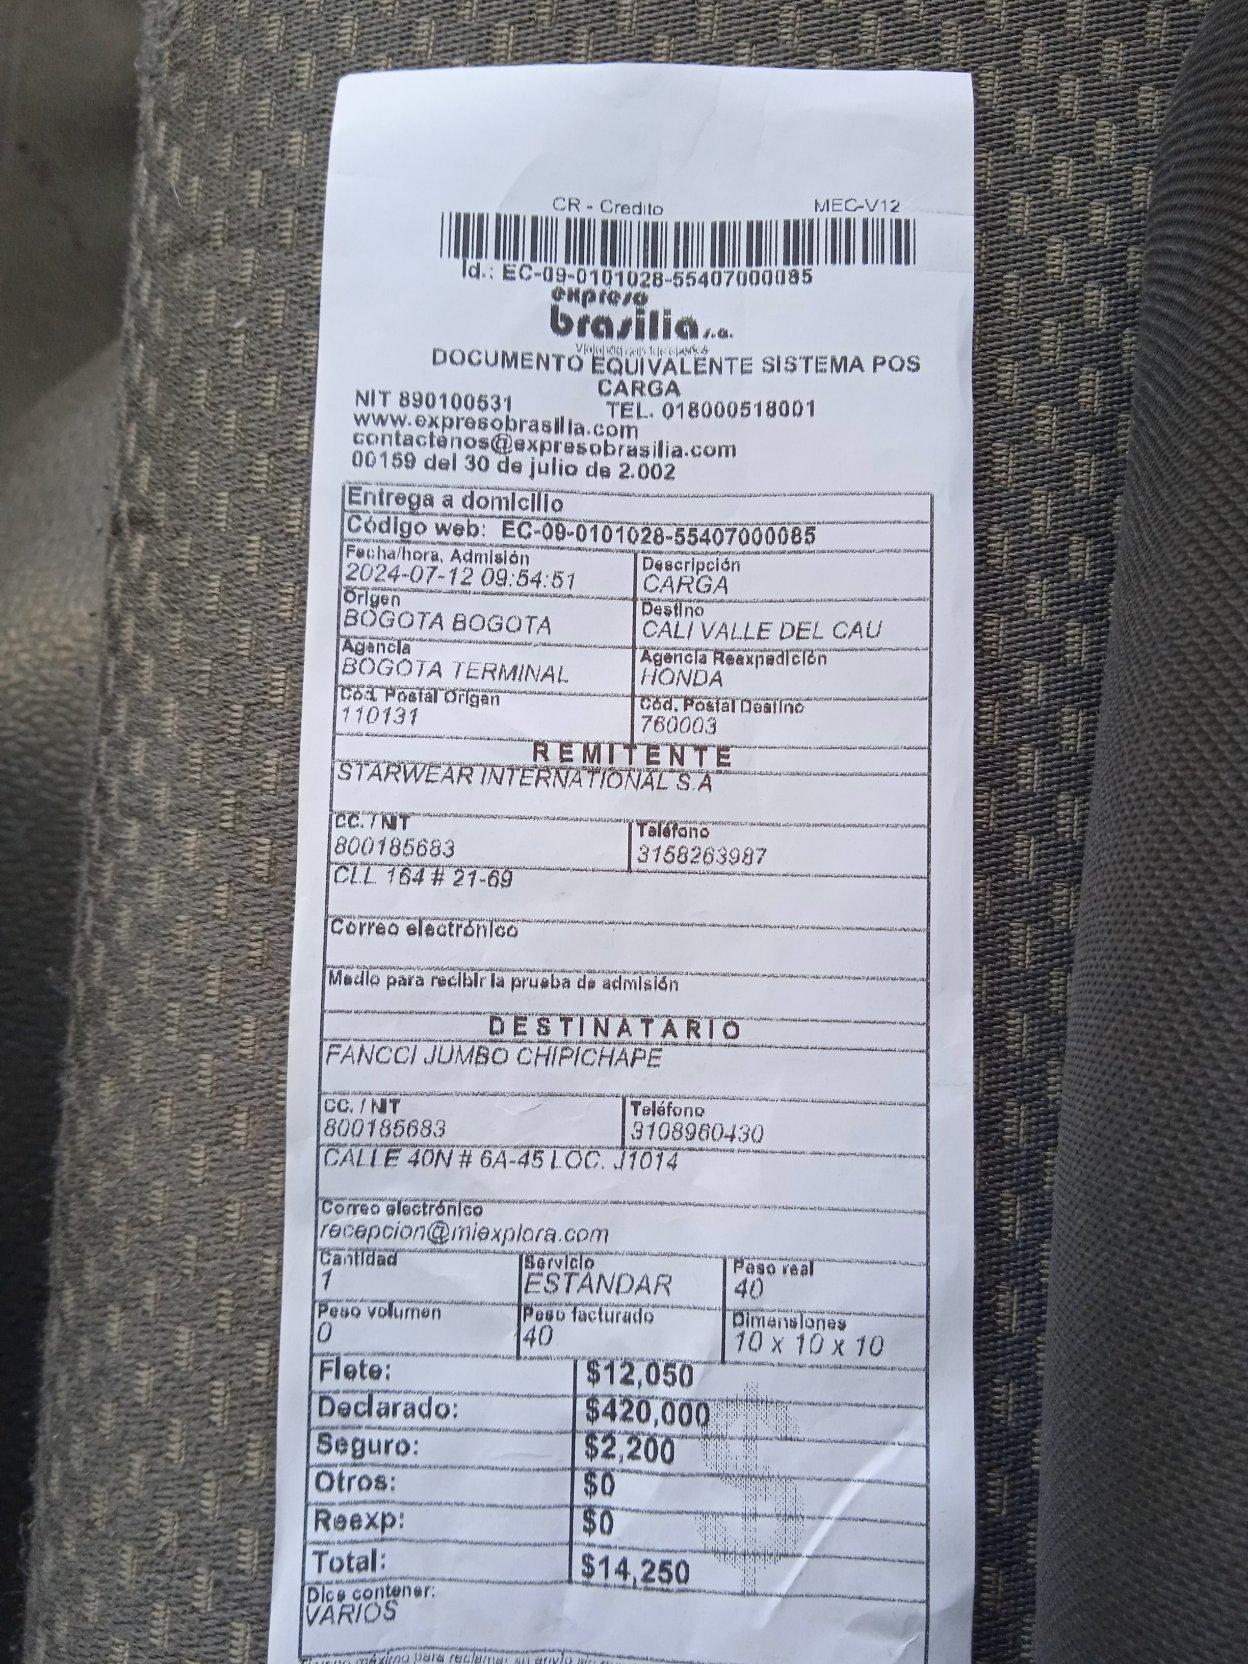 CR - Credito MEC-V12
Id.: EC-09-0101028-55407000085
expreso
brasilia s.a.
DOCUMENTO EQUIVALENTE SISTEMA POS
CARGA
NIT 890100531 TEL. 018000518001
www.expresobrasilia.com
contactenos@expresobrasilia.com
00159 del 30 de julio de 2.002
Entrega a domicilio
Código web: EC-09-0101028-55407000085
Fecha/hora, Admisión Descripción
2024-07-12 09:54:51 CARGA
Origen Destino
BOGOTA BOGOTA CALI VALLE DEL CAU
Agencia Agencia Reexpedición
BOGOTA TERMINAL HONDA
Cód. Postal Origen Cód. Postal Destino
110131 760003
REMITENTE
STARWEAR INTERNATIONAL S.A
CC. / NIT Teléfono
800185683 3158263987
CLL 164 # 21-69
Correo electrónico
Medio para recibir la prueba de admisión
DESTINATARIO
FANCCI JUMBO CHIPICHAPE
CC. / NIT Teléfono
800185683 3108960430
CALLE 40N # 6A-45 LOC. J1014
Correo electrónico
recepcion@miexplora.com
Cantidad Servicio Peso real
1 ESTANDAR 40
Peso volumen Peso facturado Dimensiones
0 40 10 x 10 x 10
Flete: $12,050
Declarado: $420,000
Seguro: $2,200
Otros: $0
Reexp: $0
Total: $14,250
Dice contener:
VARIOS
máximo para reclamar su envío